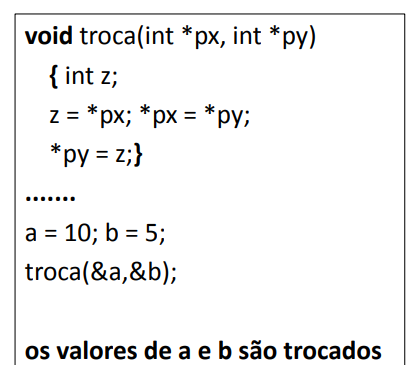 void troca(int *px, int *py)
{ int z;
z = *px; *px = *py;
*py = z;}
.......
a = 10; b = 5;
troca(&a,&b);
os valores de a e b são trocados